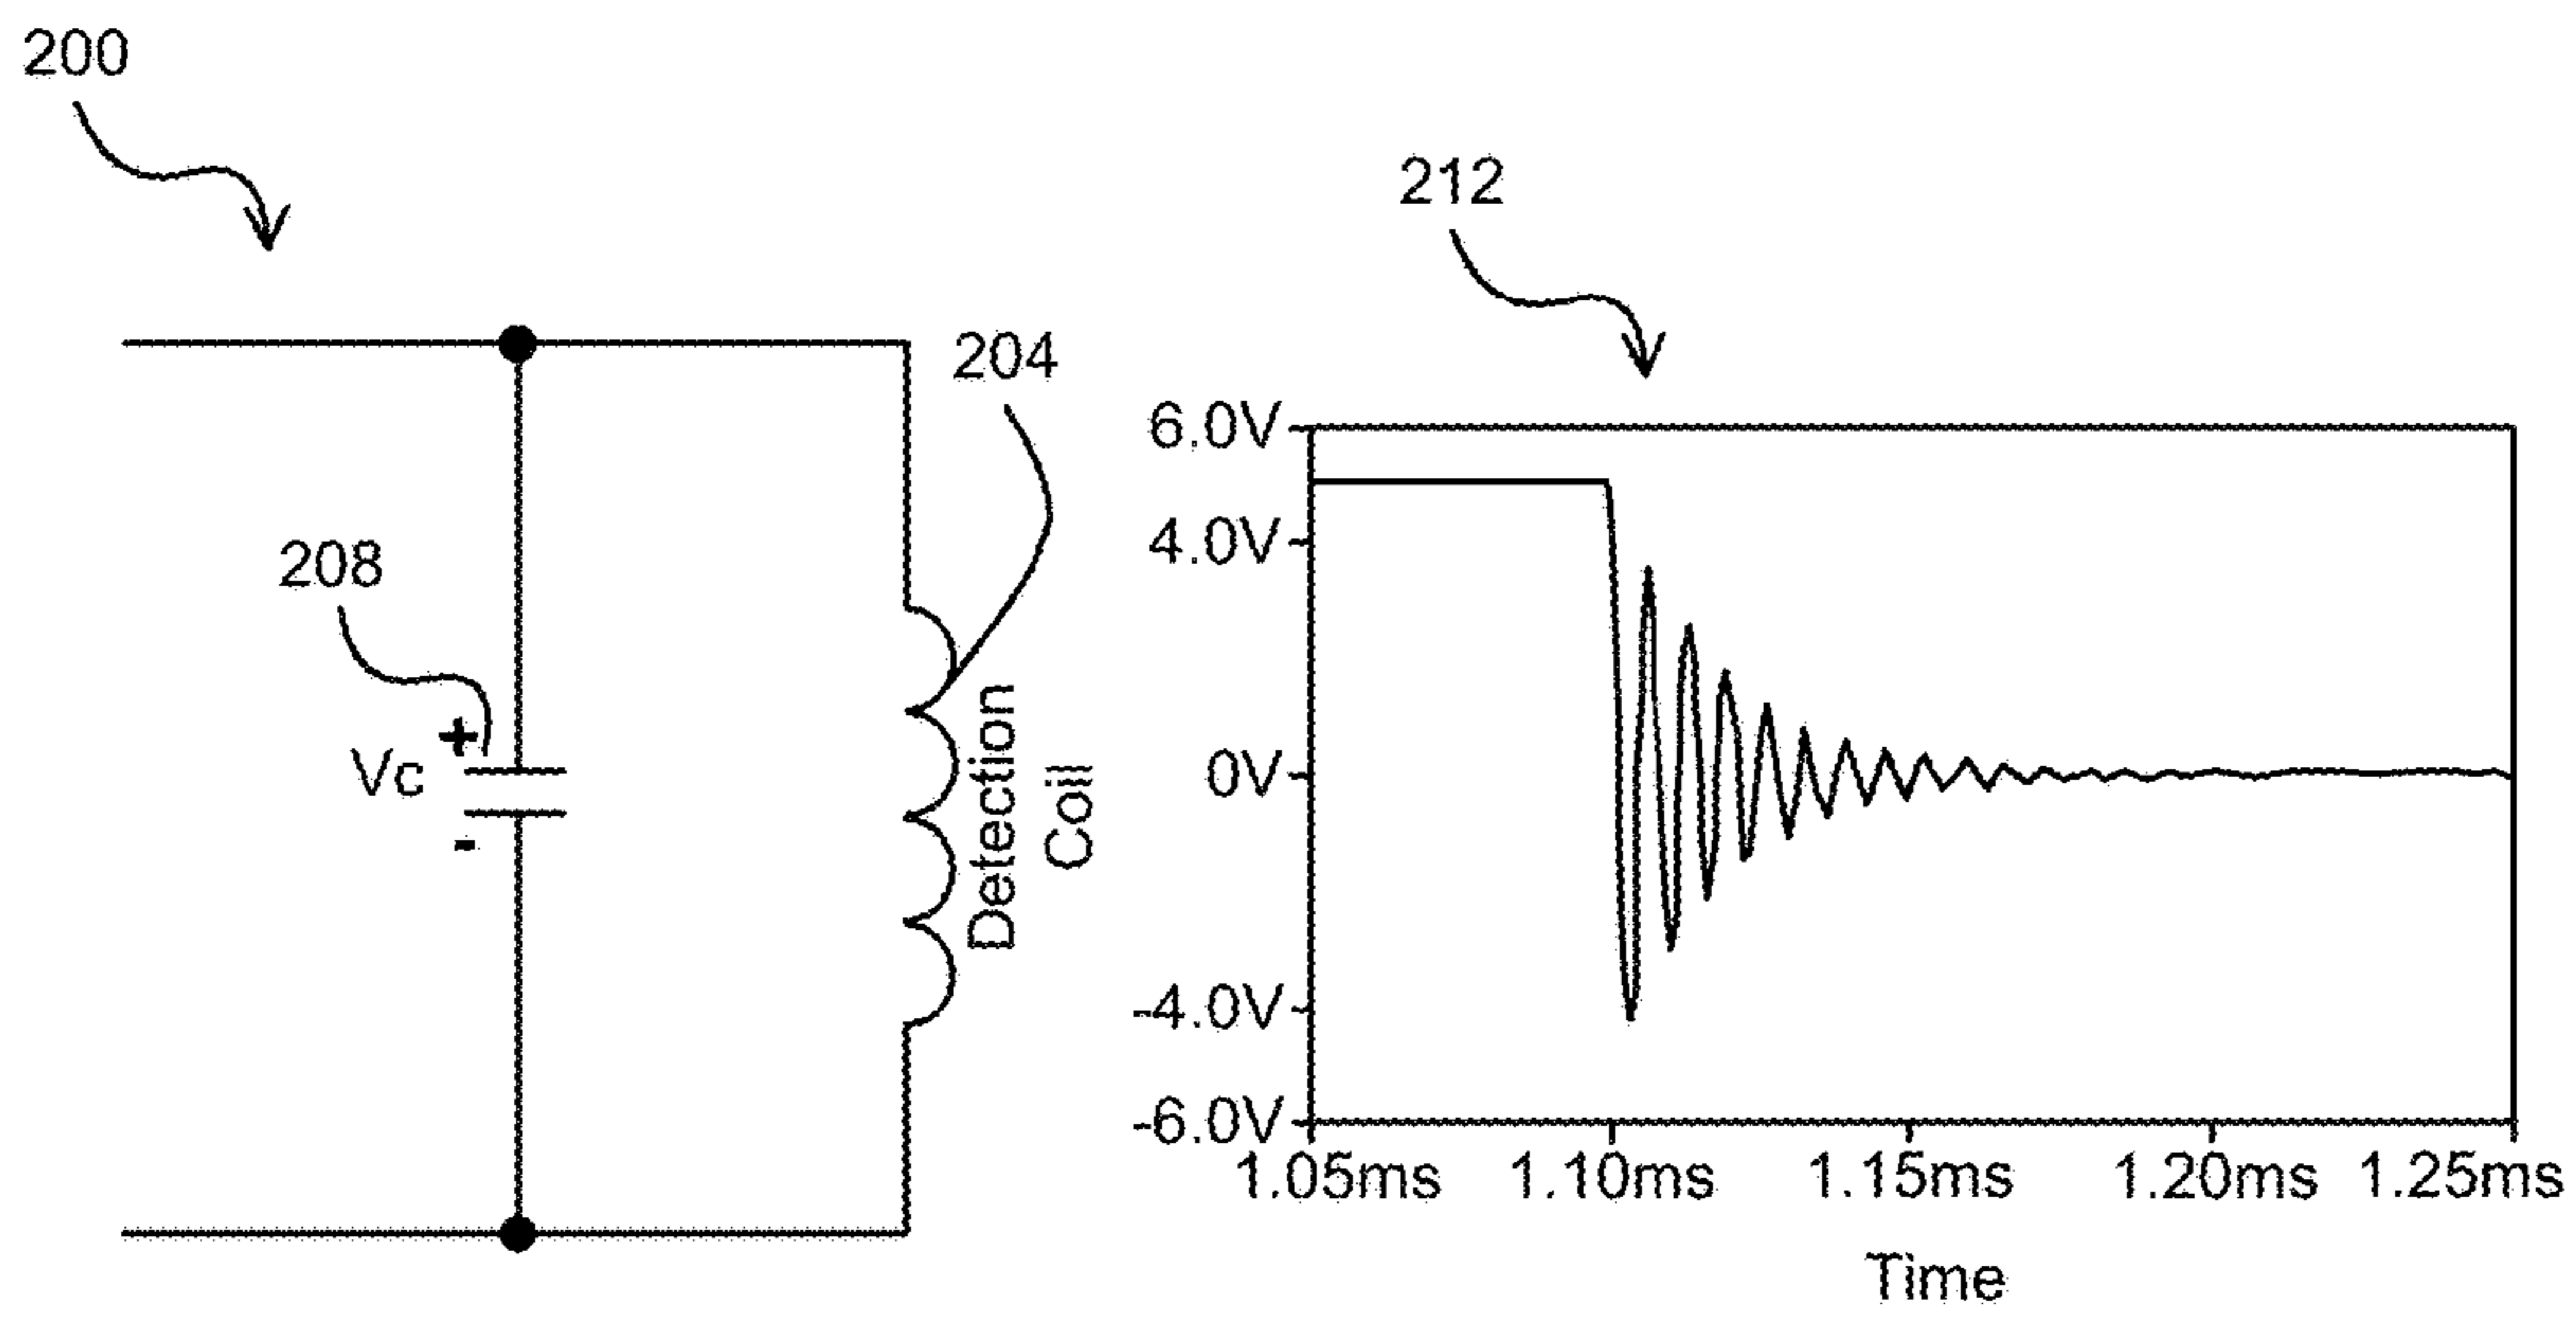 200
212
204
208
+
Vc
-
Detection
Coil
6.0V
4.0V
0V
-4.0V
-6.0V
1.05ms 1.10ms 1.15ms 1.20ms 1.25ms
Time